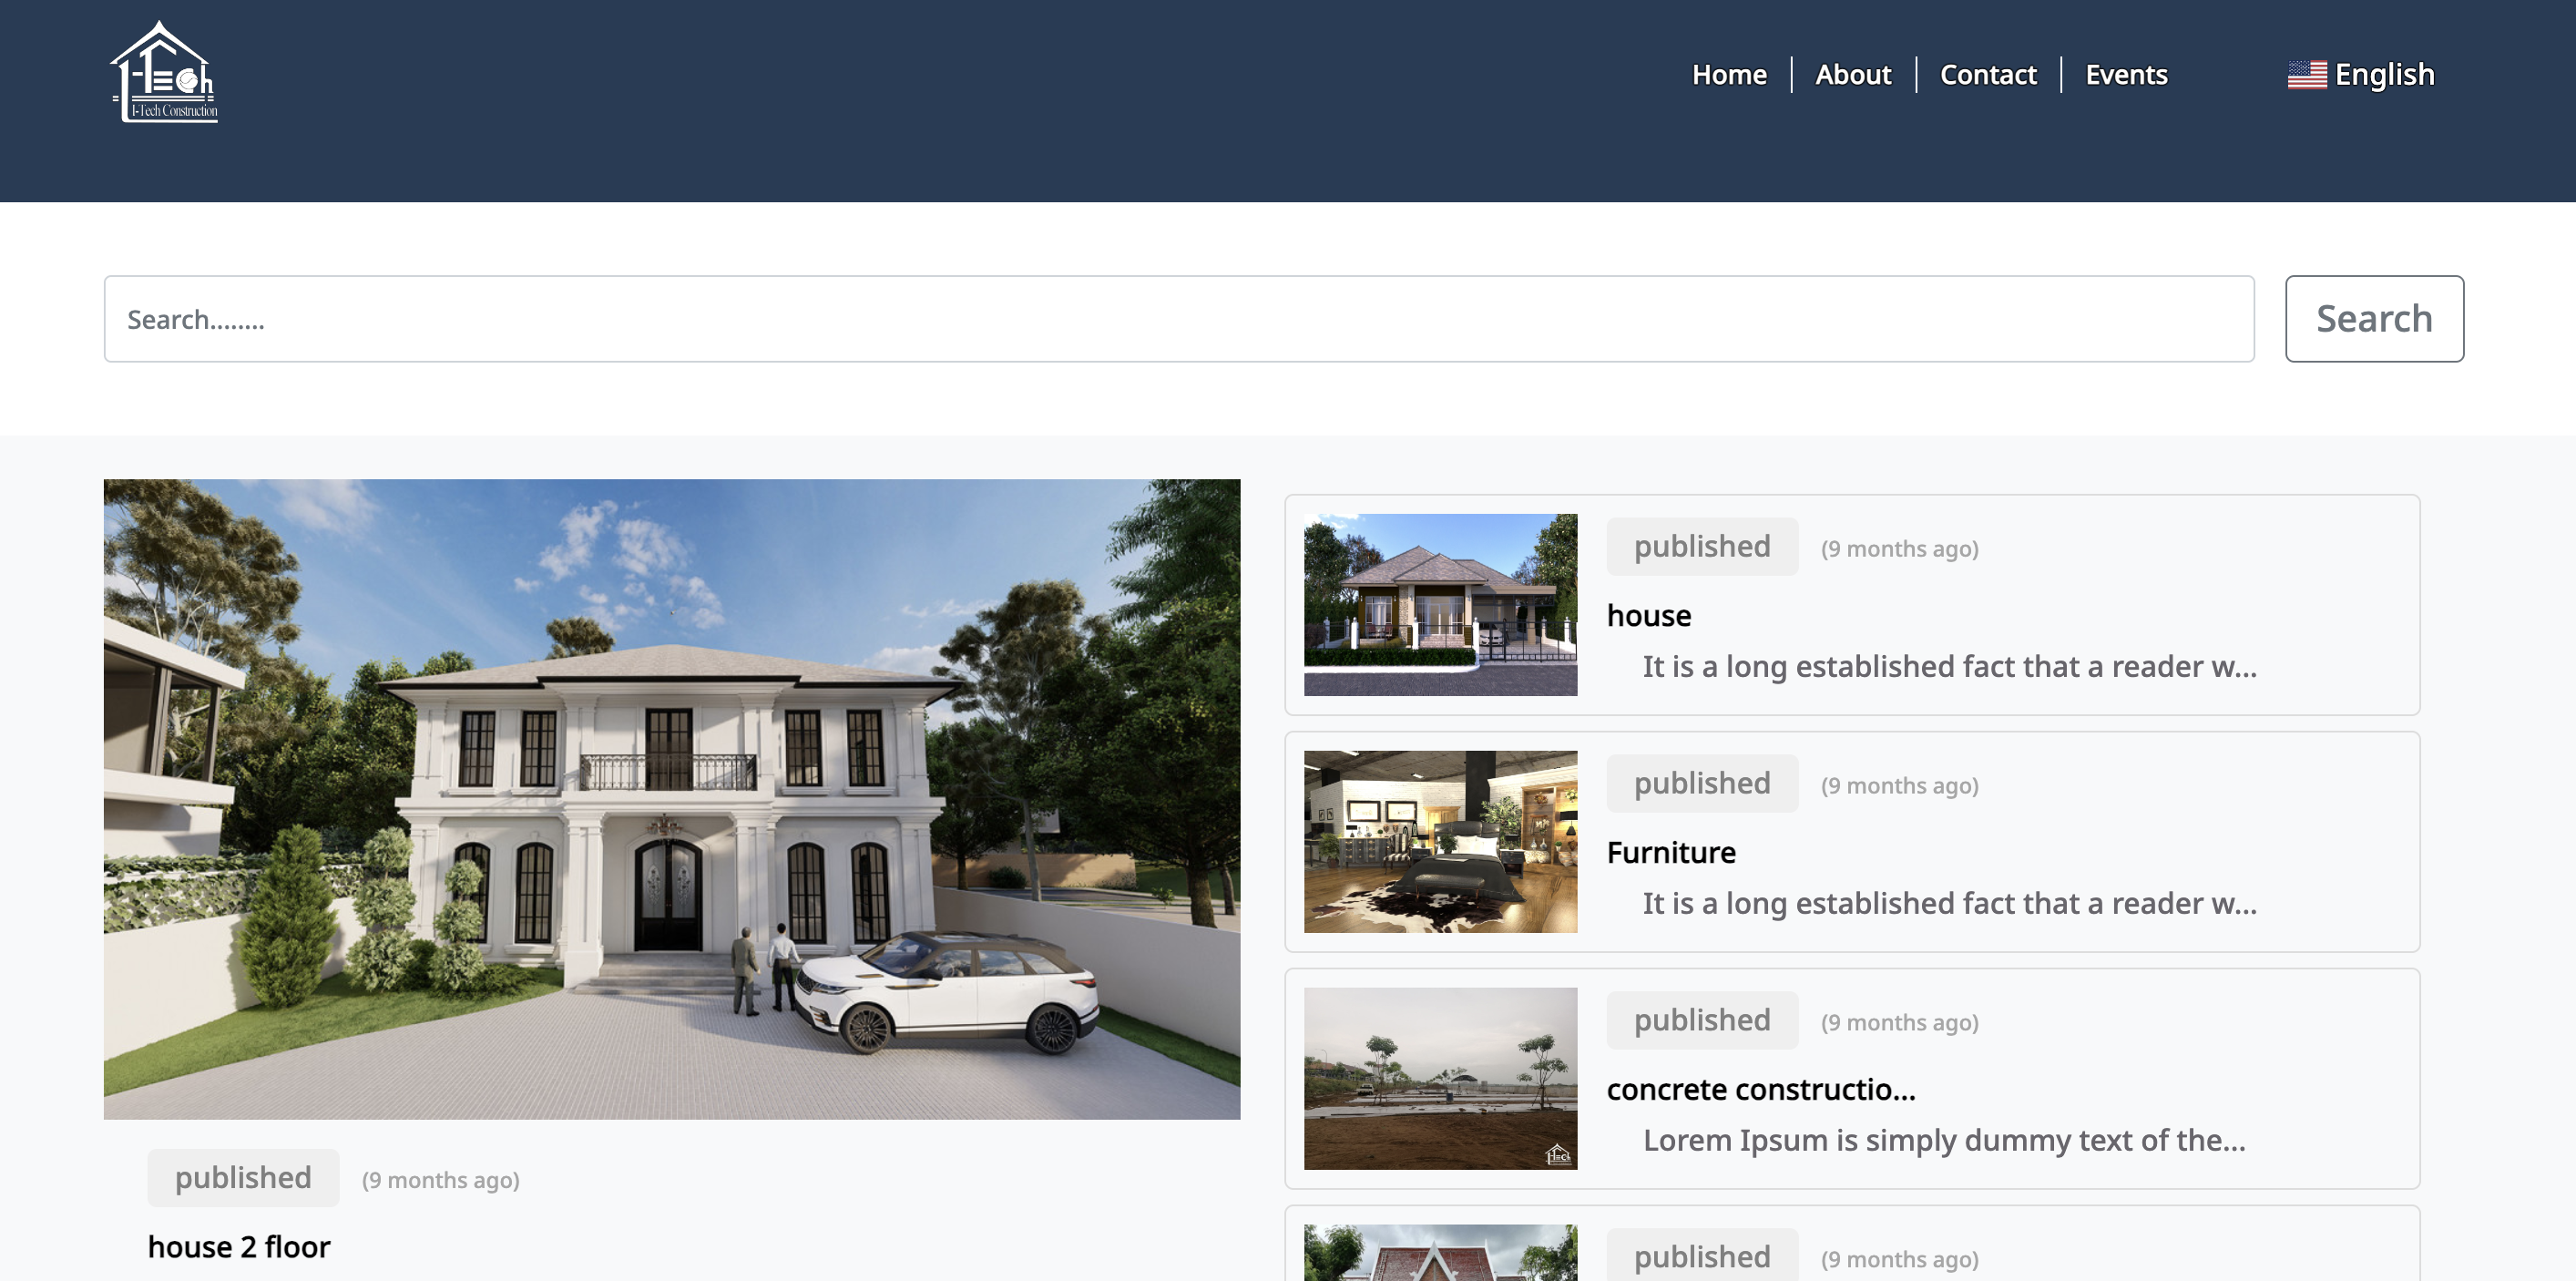 I-Tech
I-Tech Construction
Home
About
Contact
Events
English
Search........
Search
published
(9 months ago)
house 2 floor
published
(9 months ago)
house
It is a long established fact that a reader w...
published
(9 months ago)
Furniture
It is a long established fact that a reader w...
published
(9 months ago)
concrete constructio...
Lorem Ipsum is simply dummy text of the...
I-Tech
published
(9 months ago)